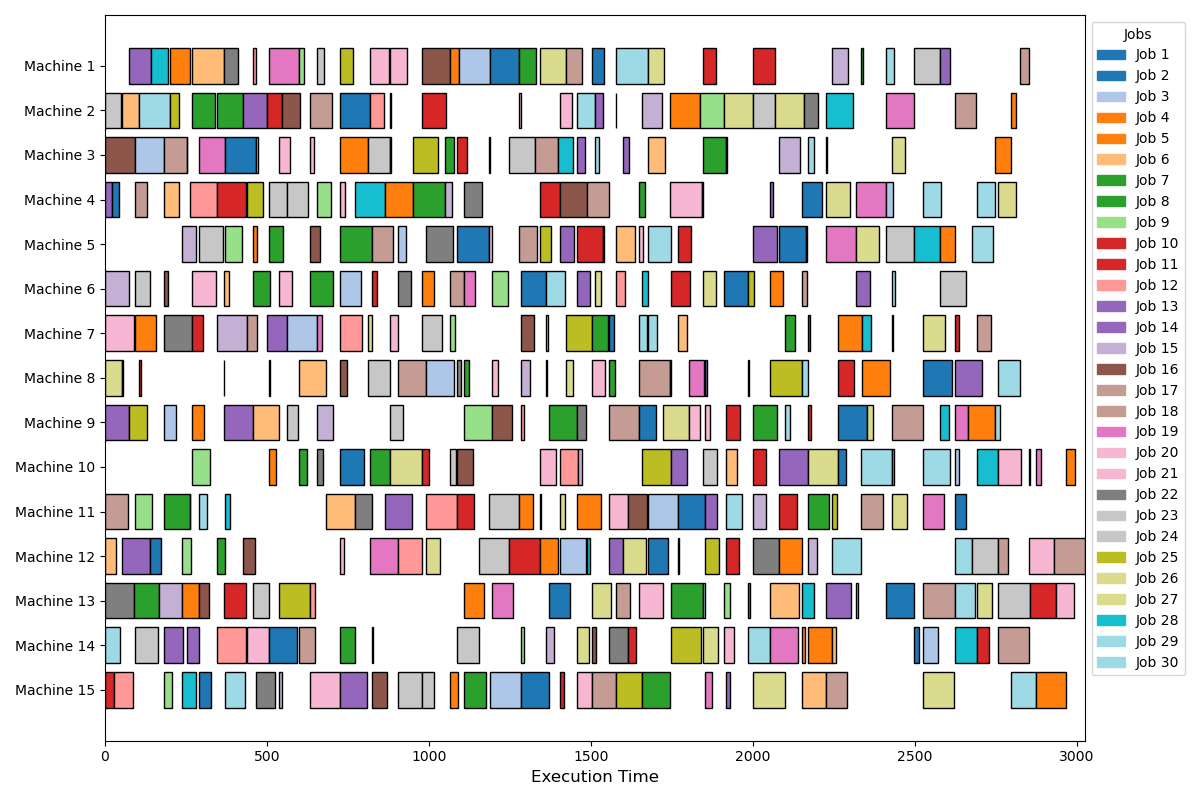 Machine 1
Machine 2
Machine 3
Machine 4
Machine 5
Machine 6
Machine 7
Machine 8
Machine 9
Machine 10
Machine 11
Machine 12
Machine 13
Machine 14
Machine 15
0 500 1000 1500 2000 2500 3000
Execution Time
Jobs
Job 1
Job 2
Job 3
Job 4
Job 5
Job 6
Job 7
Job 8
Job 9
Job 10
Job 11
Job 12
Job 13
Job 14
Job 15
Job 16
Job 17
Job 18
Job 19
Job 20
Job 21
Job 22
Job 23
Job 24
Job 25
Job 26
Job 27
Job 28
Job 29
Job 30